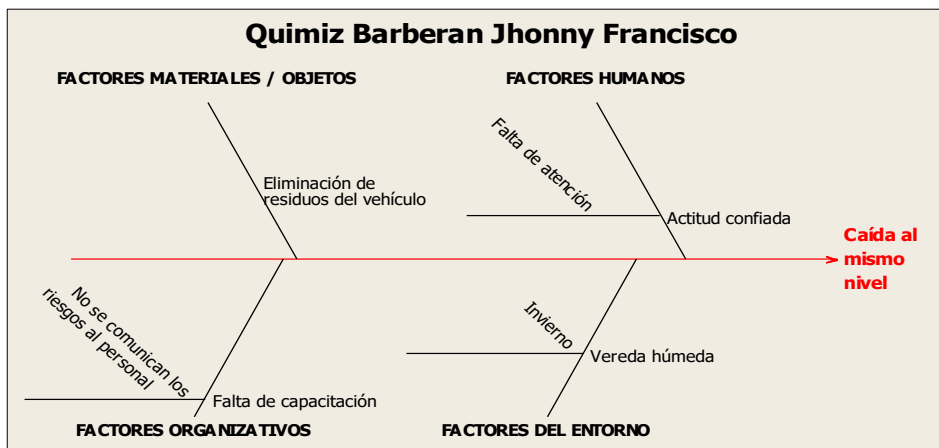 Quimiz Barberan Jhonny Francisco
FACTORES MATERIALES / OBJETOS
FACTORES HUMANOS
Falta de atención
Eliminación de
residuos del vehículo
Actitud confiada
Caída al
mismo
nivel
No se comunican los
riesgos al personal
Invierno
Vereda húmeda
Falta de capacitación
FACTORES ORGANIZATIVOS
FACTORES DEL ENTORNO